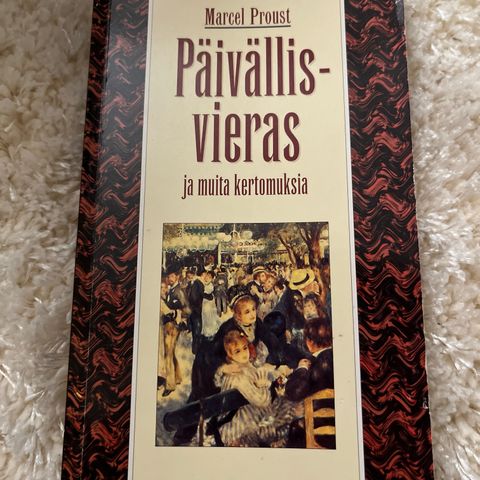 Marcel Proust
Päivällis-
vieras
ja muita kertomuksia